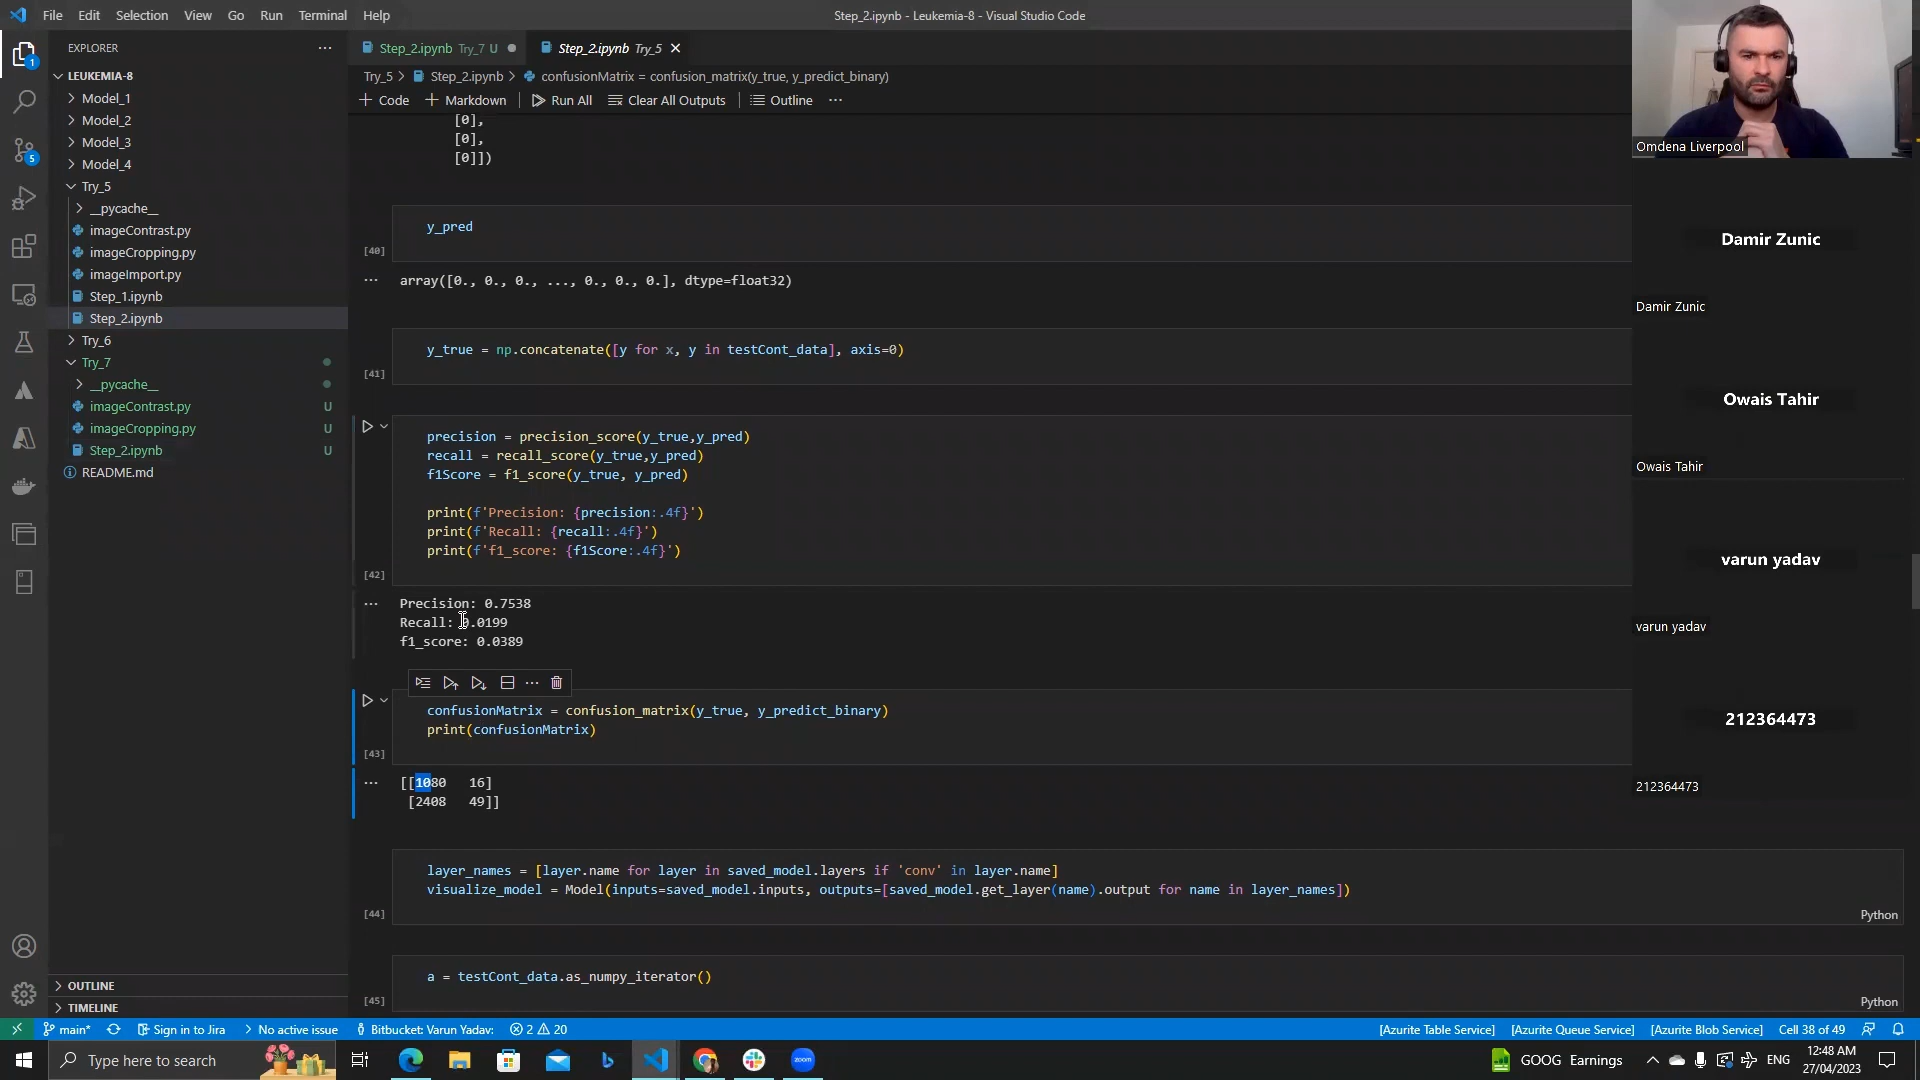 File Edit Selection View Go Run Terminal Help
Step_2.ipynb - Leukemia-8 - Visual Studio Code
EXPLORER
LEUKEMIA-8
Model_1
Model_2
Model_3
Model_4
Try_5
__pycache__
imageContrast.py
imageCropping.py
imageImport.py
Step_1.ipynb
Step_2.ipynb
Try_6
Try_7
__pycache__
imageContrast.py U
imageCropping.py U
Step_2.ipynb U
README.md
OUTLINE
TIMELINE
1
5
Step_2.ipynb Try_7 U
Step_2.ipynb Try_5
Try_5 > Step_2.ipynb > confusionMatrix = confusion_matrix(y_true, y_predict_binary)
+ Code + Markdown Run All Clear All Outputs Outline ...
[0],
[0],
[0]])
y_pred
[40]
array([0., 0., 0., ..., 0., 0., 0.], dtype=float32)
y_true = np.concatenate([y for x, y in testCont_data], axis=0)
[41]
precision = precision_score(y_true,y_pred)
recall = recall_score(y_true,y_pred)
f1Score = f1_score(y_true, y_pred)
print(f'Precision: {precision:.4f}')
print(f'Recall: {recall:.4f}')
print(f'f1_score: {f1Score:.4f}')
[42]
Precision: 0.7538
Recall: 0.0199
f1_score: 0.0389
confusionMatrix = confusion_matrix(y_true, y_predict_binary)
print(confusionMatrix)
[43]
[[1080 16]
[2408 49]]
layer_names = [layer.name for layer in saved_model.layers if 'conv' in layer.name]
visualize_model = Model(inputs=saved_model.inputs, outputs=[saved_model.get_layer(name).output for name in layer_names])
[44]
Python
a = testCont_data.as_numpy_iterator()
[45]
Python
Omdena Liverpool
Damir Zunic
Damir Zunic
Owais Tahir
Owais Tahir
varun yadav
varun yadav
212364473
212364473
main* Sign in to Jira No active issue Bitbucket: Varun Yadav: 2 20
[Azurite Table Service] [Azurite Queue Service] [Azurite Blob Service] Cell 38 of 49
Type here to search
zoom
GOOG Earnings
ENG
12:48 AM
27/04/2023